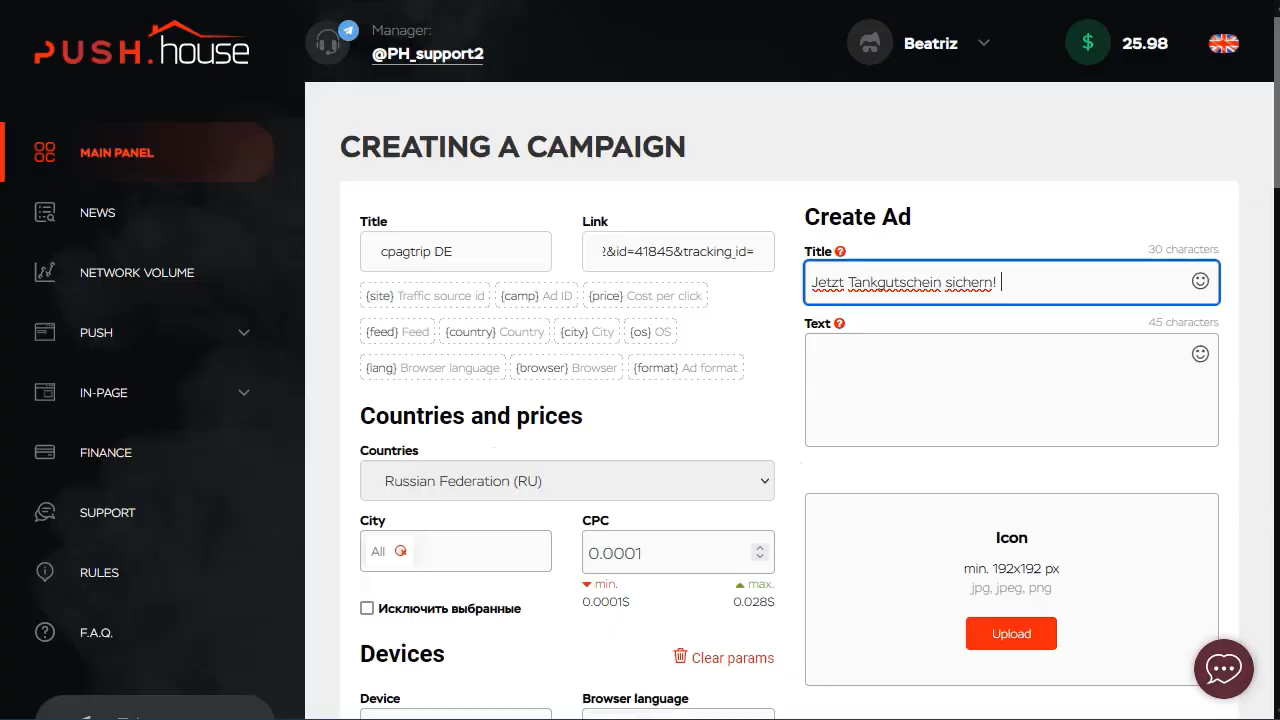 PUSH.house
Manager:
@PH_support2
Beatriz
$
25.98
MAIN PANEL
NEWS
NETWORK VOLUME
PUSH
IN-PAGE
FINANCE
SUPPORT
RULES
F.A.Q.
CREATING A CAMPAIGN
Title
Link
cpagtrip DE
?&id=41845&tracking_id=
{site} Traffic source id
{camp} Ad ID
{price} Cost per click
{feed} Feed
{country} Country
{city} City
{os} OS
{lang} Browser language
{browser} Browser
{format} Ad format
Countries and prices
Countries
Russian Federation (RU)
City
CPC
All
0.0001
min.
max.
0.0001$
0.028$
Исключить выбранные
Devices
Clear params
Device
Browser language
Create Ad
Title
30 characters
Jetzt Tankgutschein sichern!
Text
45 characters
Icon
min. 192x192 px
jpg, jpeg, png
Upload